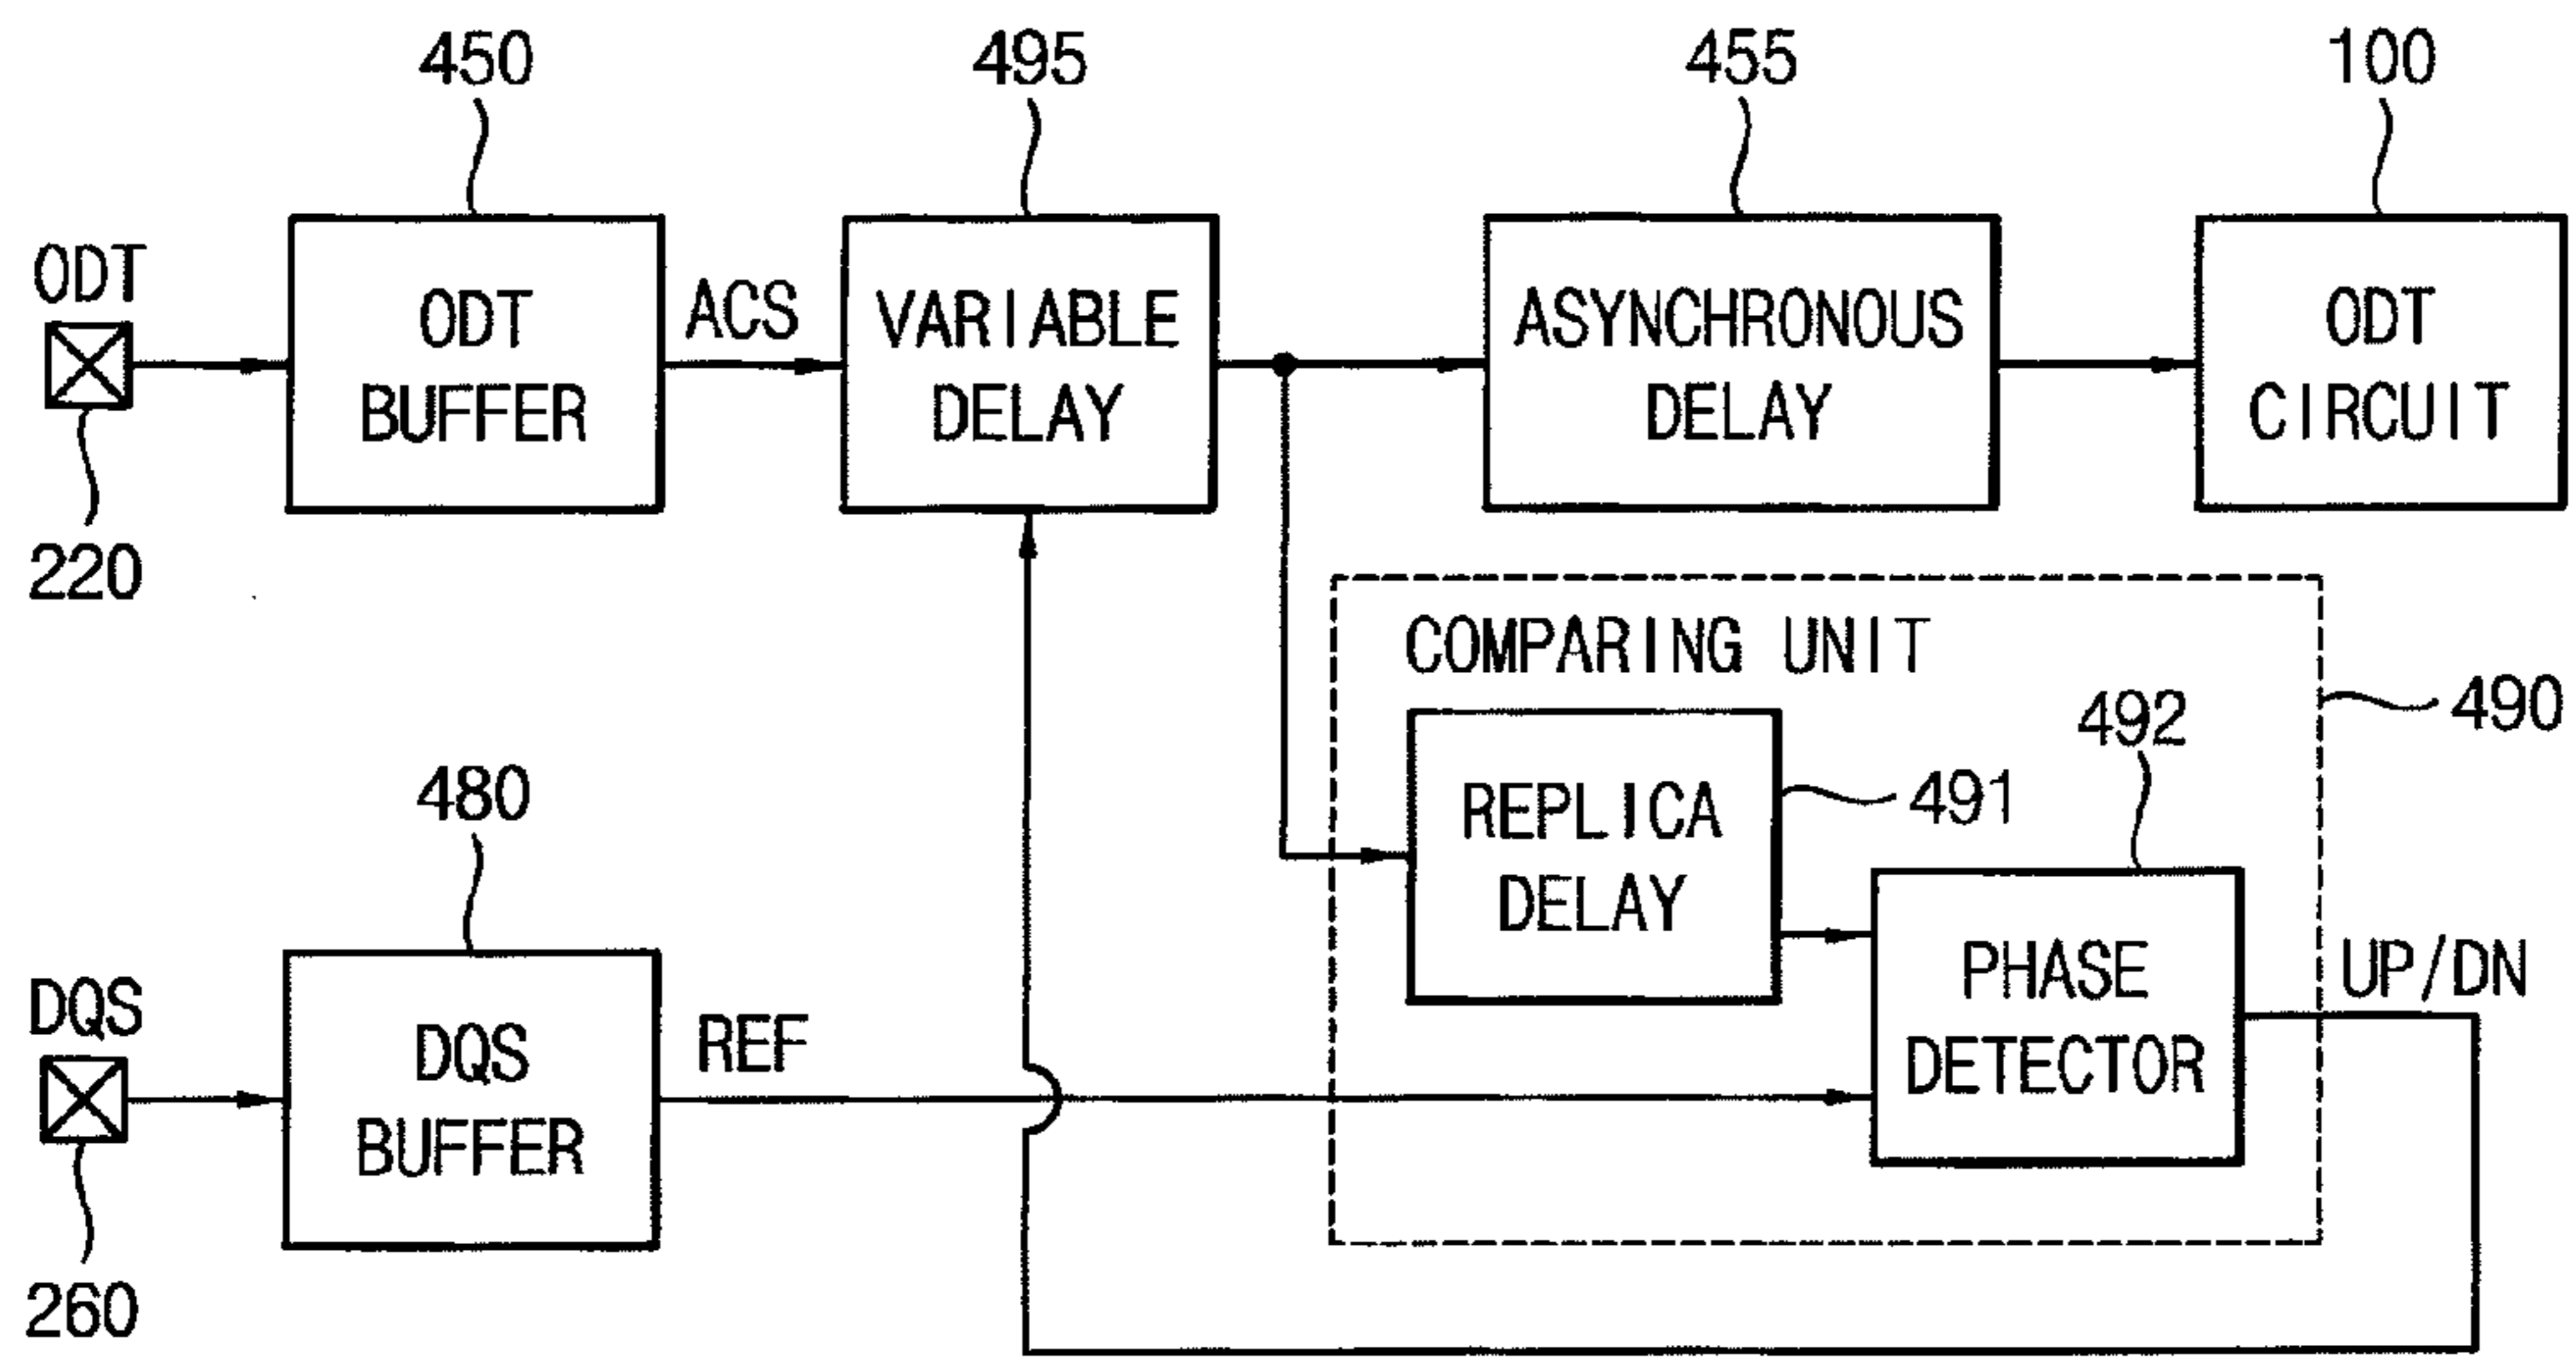 450
495
455
100
ODT
ODT
BUFFER
ACS
VARIABLE
DELAY
ASYNCHRONOUS
DELAY
ODT
CIRCUIT
220
COMPARING UNIT
490
492
480
REPLICA
DELAY
491
DQS
DQS
BUFFER
REF
PHASE
DETECTOR
UP/DN
260